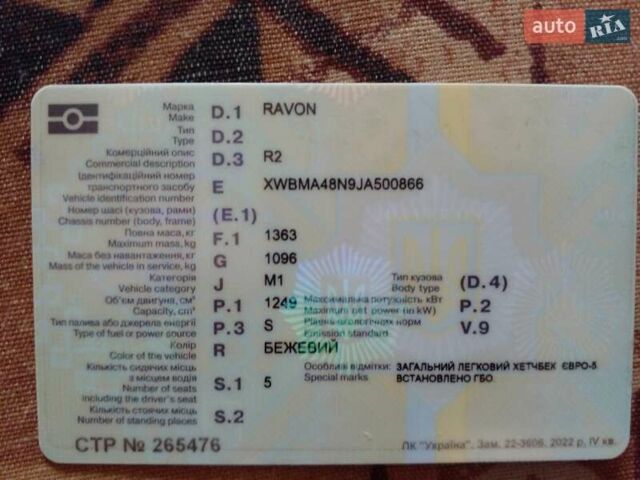 auto RIA
.com
Марка
Make D.1 RAVON
Тип
Type D.2
Комерційний опис
Commercial description D.3 R2
Ідентифікаційний номер
транспортного засобу E XWBMA48N9JA500866
Vehicle identification number
Номер шасі (кузова, рами)
Chassis number (body, frame) (E.1)
Повна маса, кг
Maximum mass, kg F.1 1363
Маса без навантаження, кг
Mass of the vehicle in service, kg G 1096
Категорія
Vehicle category J M1 Тип кузова
Body type (D.4)
Об'єм двигуна, см³
Capacity, cm³ P.1 1249 Максимальна потужність кВт
Maximum net power (in kW) P.2
Тип палива або джерела енергії
Type of fuel or power source P.3 S Рівень екологічних норм
Emission standard V.9
Колір
Color of the vehicle R БЕЖЕВИЙ
Кількість сидячих місць
з місцем водія
Number of seats
including the driver's seat S.1 5
Особливі відмітки: ЗАГАЛЬНИЙ ЛЕГКОВИЙ ХЕТЧБЕК ЄВРО-5
Special marks ВСТАНОВЛЕНО ГБО
Кількість стоячих місць
Number of standing places S.2
СТР № 265476
ПК "Україна". Зам. 22-3606. 2022 р, IV кв.